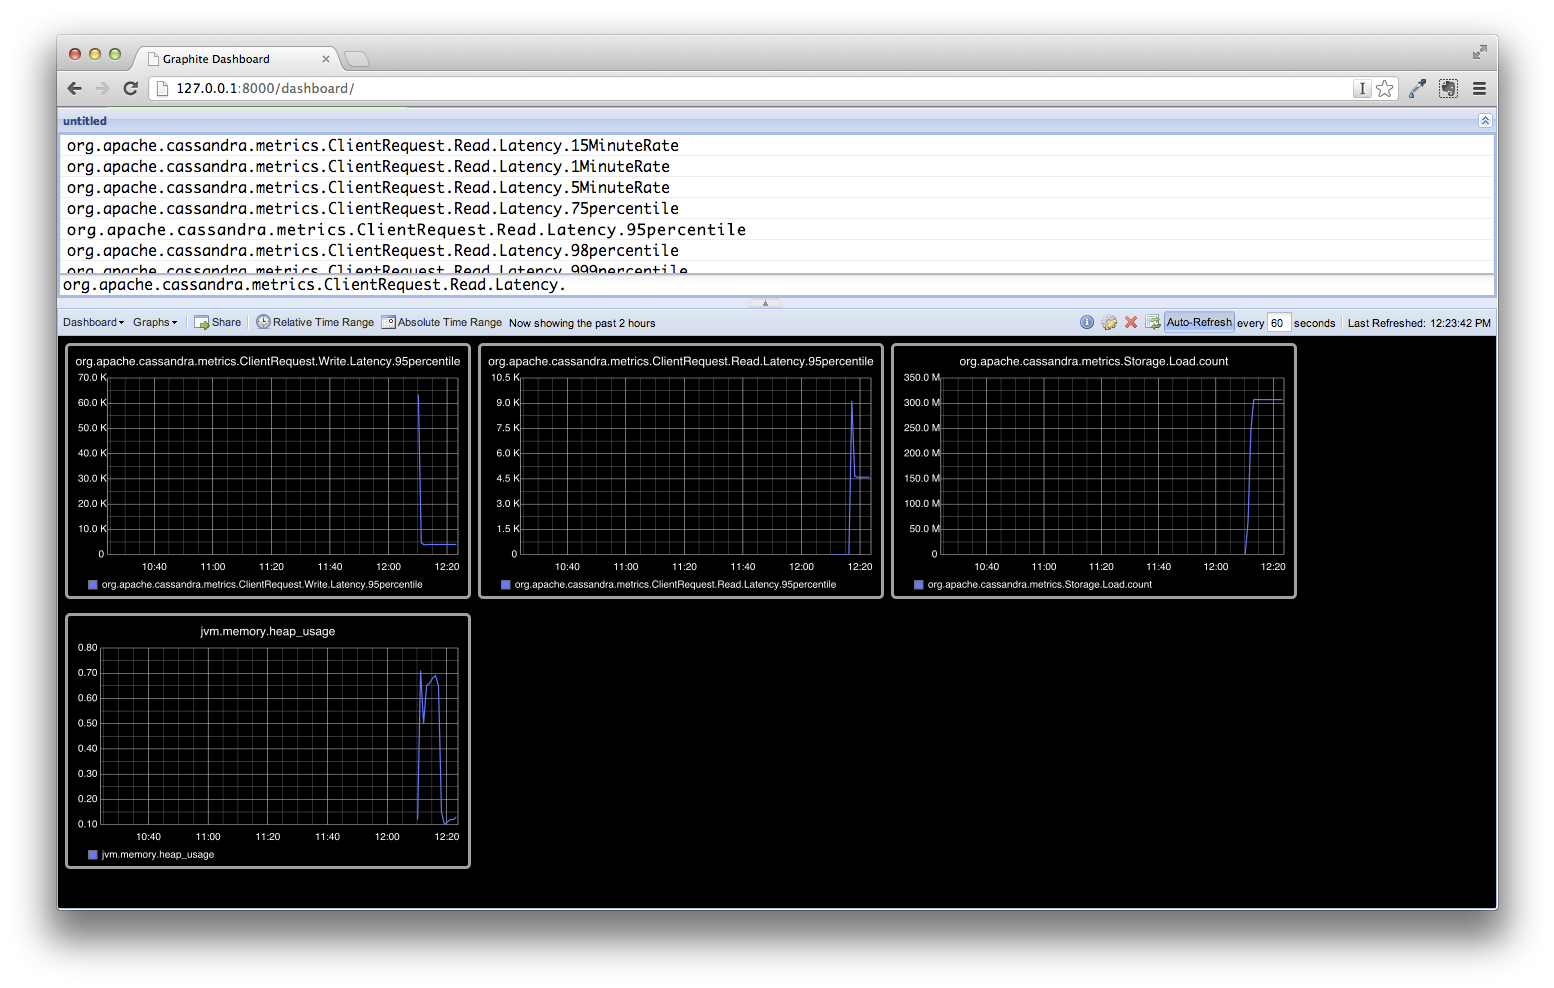 Graphite Dashboard
127.0.0.1:8000/dashboard/
untitled
org.apache.cassandra.metrics.ClientRequest.Read.Latency.15MinuteRate
org.apache.cassandra.metrics.ClientRequest.Read.Latency.1MinuteRate
org.apache.cassandra.metrics.ClientRequest.Read.Latency.5MinuteRate
org.apache.cassandra.metrics.ClientRequest.Read.Latency.75percentile
org.apache.cassandra.metrics.ClientRequest.Read.Latency.95percentile
org.apache.cassandra.metrics.ClientRequest.Read.Latency.98percentile
org.apache.cassandra.metrics.ClientRequest.Read.Latency.999percentile
org.apache.cassandra.metrics.ClientRequest.Read.Latency.
Dashboard Graphs Share Relative Time Range Absolute Time Range Now showing the past 2 hours Auto-Refresh every 60 seconds Last Refreshed: 12:23:42 PM
org.apache.cassandra.metrics.ClientRequest.Write.Latency.95percentile
70.0 K
60.0 K
50.0 K
40.0 K
30.0 K
20.0 K
10.0 K
0
10:40 11:00 11:20 11:40 12:00 12:20
org.apache.cassandra.metrics.ClientRequest.Write.Latency.95percentile
org.apache.cassandra.metrics.ClientRequest.Read.Latency.95percentile
10.5 K
9.0 K
7.5 K
6.0 K
4.5 K
3.0 K
1.5 K
0
10:40 11:00 11:20 11:40 12:00 12:20
org.apache.cassandra.metrics.ClientRequest.Read.Latency.95percentile
org.apache.cassandra.metrics.Storage.Load.count
350.0 M
300.0 M
250.0 M
200.0 M
150.0 M
100.0 M
50.0 M
0
10:40 11:00 11:20 11:40 12:00 12:20
org.apache.cassandra.metrics.Storage.Load.count
jvm.memory.heap_usage
0.80
0.70
0.60
0.50
0.40
0.30
0.20
0.10
10:40 11:00 11:20 11:40 12:00 12:20
jvm.memory.heap_usage